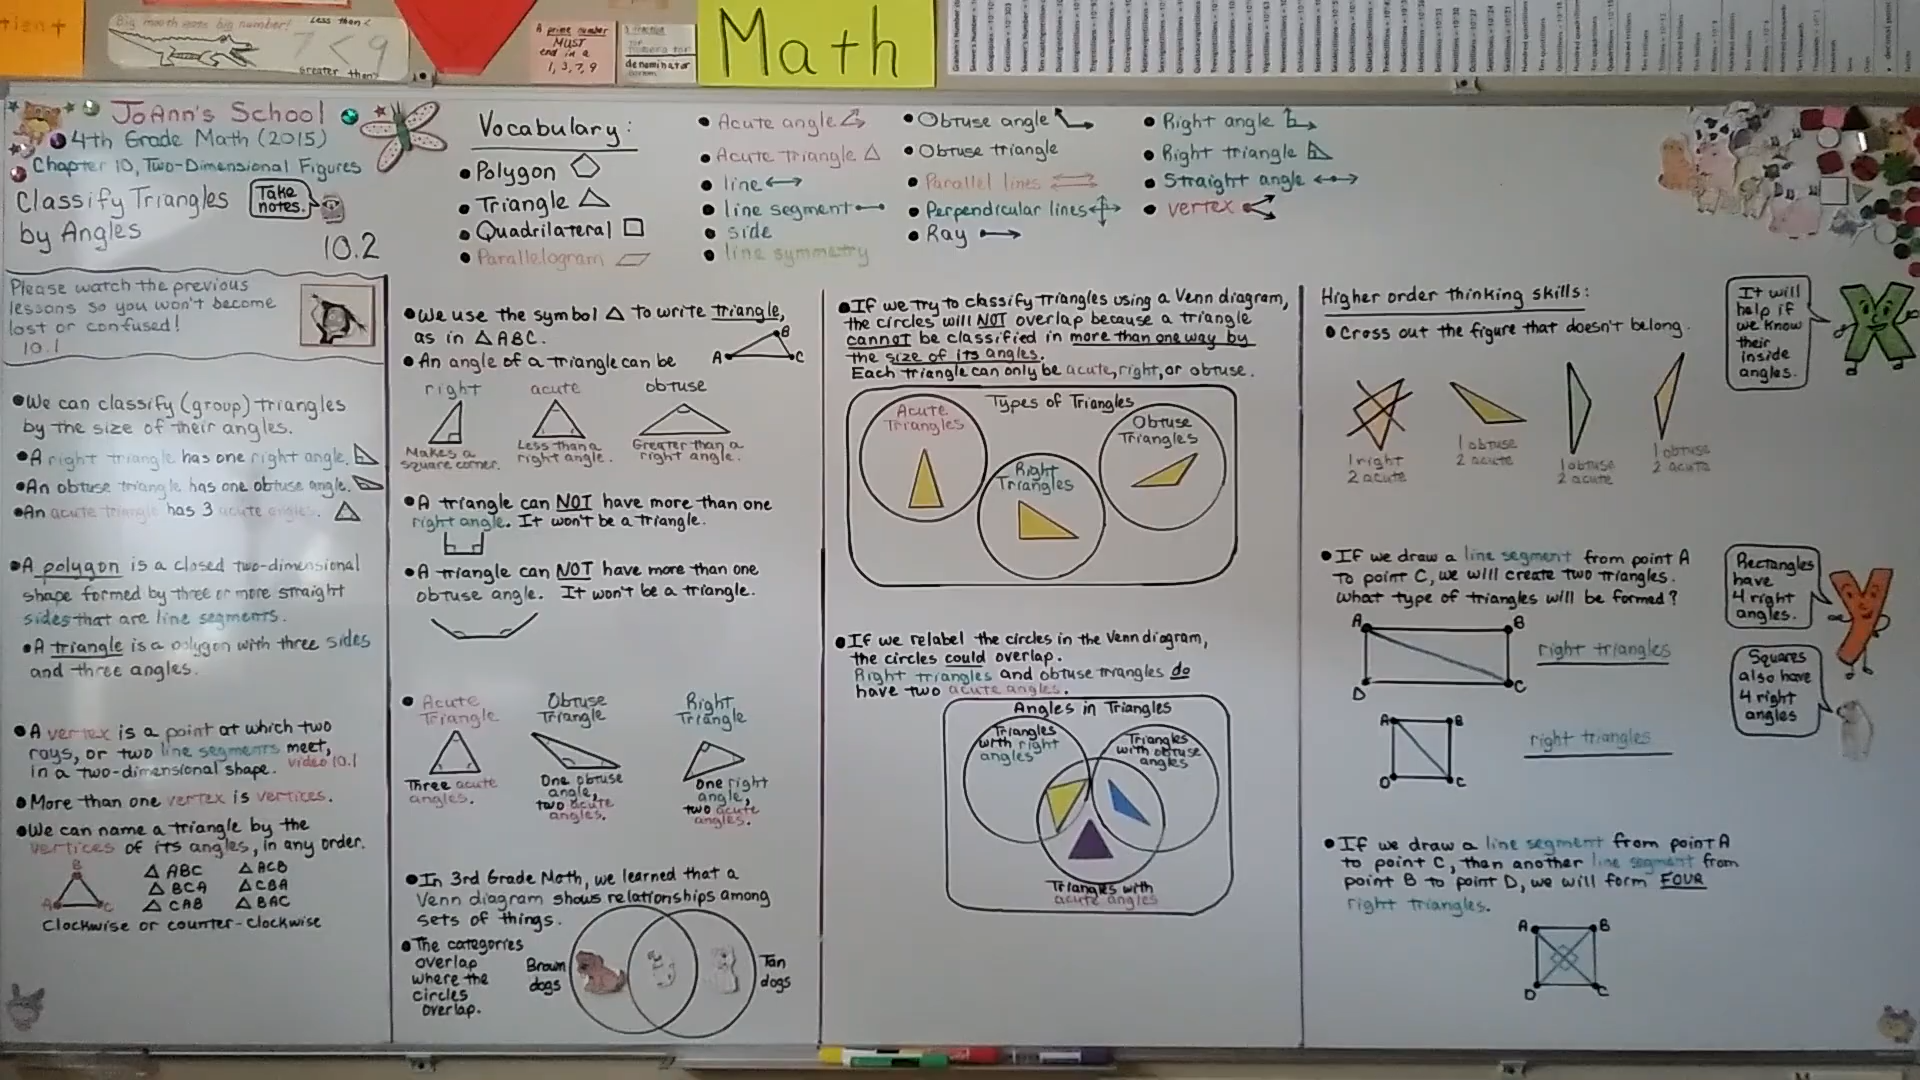 Big mouth eats big number!
Less than <
7 < 9
greater than >
A prime number
MUST
end in a
1, 3, 7, 9
denominator
Math
JoAnn's School
4th Grade Math (2015)
Chapter 10, Two-Dimensional Figures
Classify Triangles
by Angles
Take
notes.
10.2
Vocabulary:
• Polygon
• Triangle
• Quadrilateral
• Parallelogram
• Acute angle
• Acute Triangle
• line
• line segment
• side
• line symmetry
• Obtuse angle
• Obtuse triangle
• Parallel lines
• Perpendicular lines
• Ray
• Right angle
• Right triangle
• Straight angle
• vertex
Please watch the previous
lessons so you won't become
lost or confused!
10.1
• We can classify (group) triangles
by the size of their angles.
• A right triangle has one right angle.
• An obtuse triangle has one obtuse angle.
• An acute triangle has 3 acute angles.
• A polygon is a closed two-dimensional
shape formed by three or more straight
sides that are line segments.
• A triangle is a polygon with three sides
and three angles.
• A vertex is a point at which two
rays, or two line segments meet,
in a two-dimensional shape. video 10.1
• More than one vertex is vertices.
• We can name a triangle by the
vertices of its angles, in any order.
B
A C
△ ABC △ ACB
△ BCA △ CBA
△ CAB △ BAC
Clockwise or counter-clockwise
• We use the symbol △ to write triangle,
as in △ ABC.
• An angle of a triangle can be
A B C
right acute obtuse
Makes a
square corner.
Less than a
right angle.
Greater than a
right angle.
• A triangle can NOT have more than one
right angle. It won't be a triangle.
• A triangle can NOT have more than one
obtuse angle. It won't be a triangle.
• Acute
Triangle
Three acute
angles.
Obtuse
Triangle
One obtuse
angle,
two acute
angles.
Right
Triangle
One right
angle,
two acute
angles.
• In 3rd Grade Math, we learned that a
Venn diagram shows relationships among
sets of things.
• The categories
overlap
where the
circles
overlap.
Brown
dogs
Tan
dogs
• If we try to classify triangles using a Venn diagram,
the circles will NOT overlap because a triangle
cannot be classified in more than one way by
the size of its angles.
Each triangle can only be acute, right, or obtuse.
Types of Triangles
Acute
Triangles
Right
Triangles
Obtuse
Triangles
• If we relabel the circles in the Venn diagram,
the circles could overlap.
Right triangles and obtuse triangles do
have two acute angles.
Angles in Triangles
Triangles
with right
angles
Triangles
with obtuse
angles
Triangles with
acute angles
Higher order thinking skills:
• Cross out the figure that doesn't belong.
1 right
2 acute
1 obtuse
2 acute
1 obtuse
2 acute
1 obtuse
2 acute
It will
help if
we know
their
inside
angles.
• If we draw a line segment from point A
to point C, we will create two triangles.
What type of triangles will be formed?
A B
D C
right triangles
A B
D C
right triangles
Rectangles
have
4 right
angles.
Squares
also have
4 right
angles
• If we draw a line segment from point A
to point C, then another line segment from
point B to point D, we will form FOUR
right triangles.
A B
D C